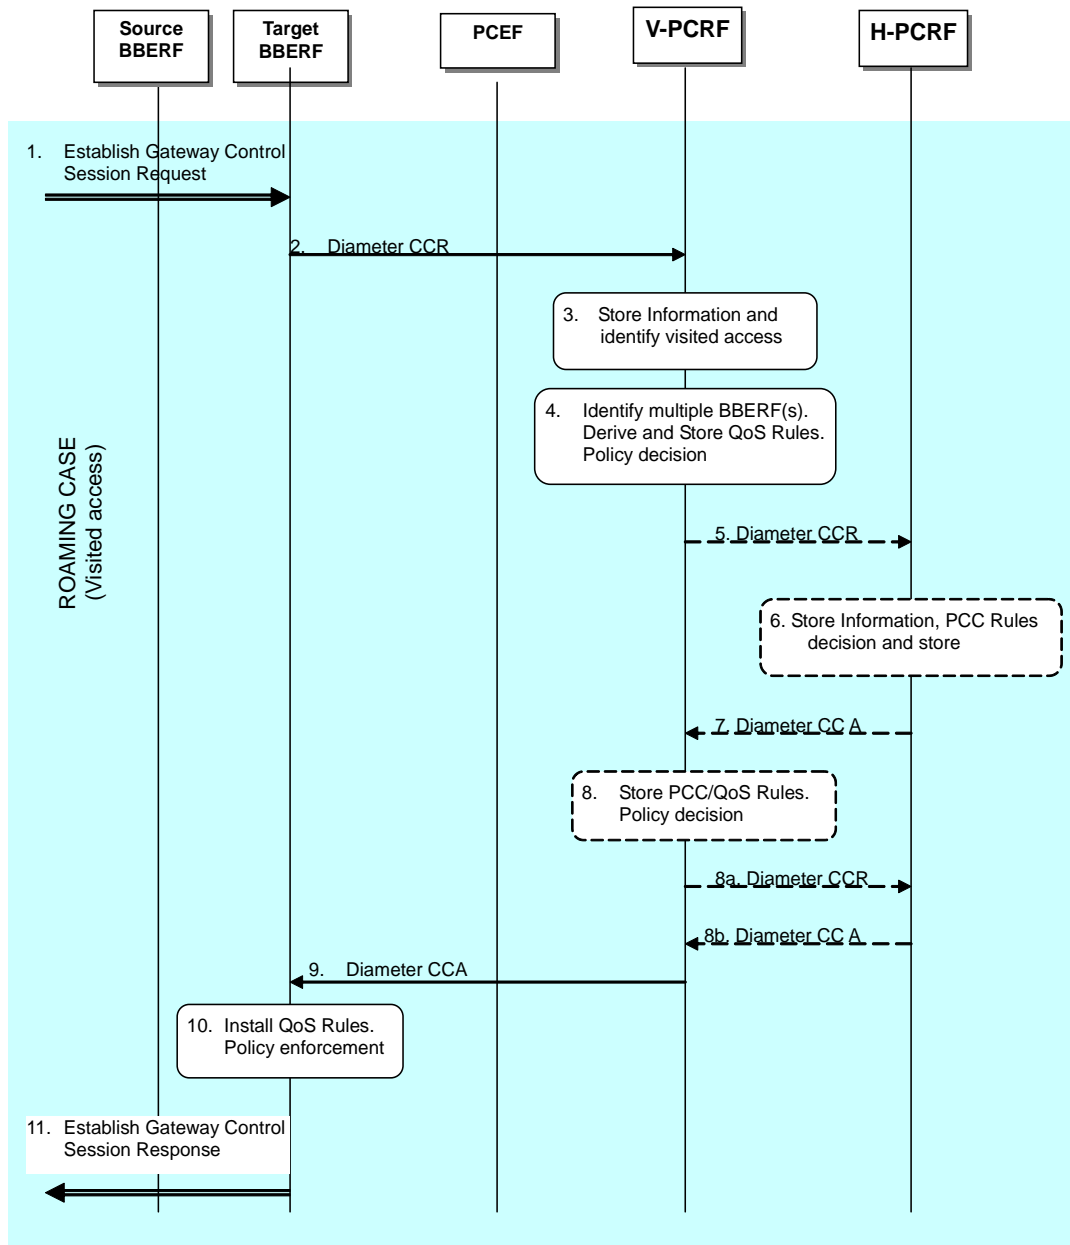 Source
BBERF
Target
BBERF
PCEF
V-PCRF
H-PCRF
1. Establish Gateway Control
Session Request
2. Diameter CCR
3. Store Information and
identify visited access
4. Identify multiple BBERF(s).
Derive and Store QoS Rules.
Policy decision
ROAMING CASE
(Visited access)
5. Diameter CCR
6. Store Information, PCC Rules
decision and store
7. Diameter CC A
8. Store PCC/QoS Rules.
Policy decision
8a. Diameter CCR
8b. Diameter CC A
9. Diameter CCA
10. Install QoS Rules.
Policy enforcement
11. Establish Gateway Control
Session Response